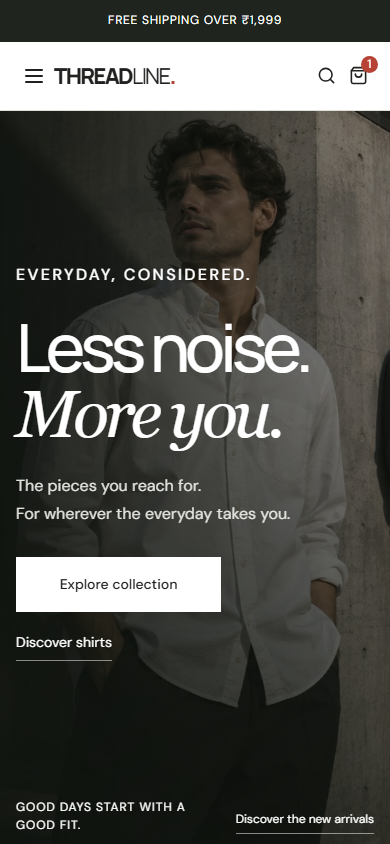 FREE SHIPPING OVER ₹1,999
THREADLINE.
1
EVERYDAY, CONSIDERED.
Less noise.
More you.
The pieces you reach for.
For wherever the everyday takes you.
Explore collection
Discover shirts
GOOD DAYS START WITH A
GOOD FIT.
Discover the new arrivals